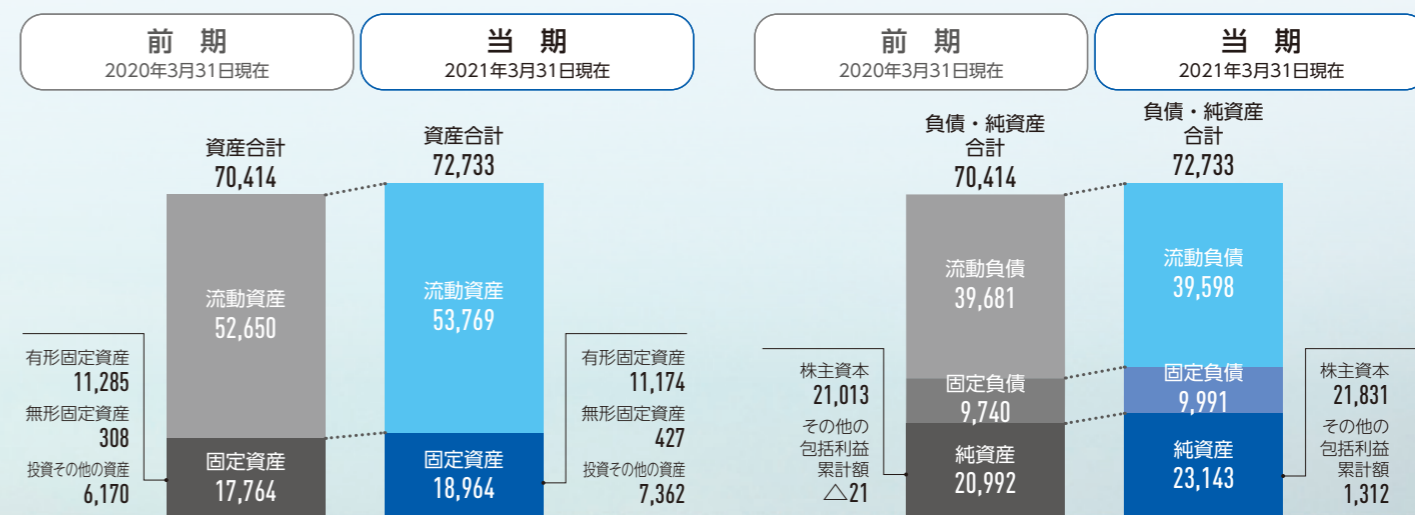 前 期
2020年3月31日現在
当 期
2021年3月31日現在
資産合計
70,414
流動資産
52,650
固定資産
17,764
有形固定資産
11,285
無形固定資産
308
投資その他の資産
6,170
資産合計
72,733
流動資産
53,769
固定資産
18,964
有形固定資産
11,174
無形固定資産
427
投資その他の資産
7,362
前 期
2020年3月31日現在
当 期
2021年3月31日現在
負債・純資産
合計
70,414
流動負債
39,681
固定負債
9,740
純資産
20,992
株主資本
21,013
その他の
包括利益
累計額
△21
負債・純資産
合計
72,733
流動負債
39,598
固定負債
9,991
純資産
23,143
株主資本
21,831
その他の
包括利益
累計額
1,312